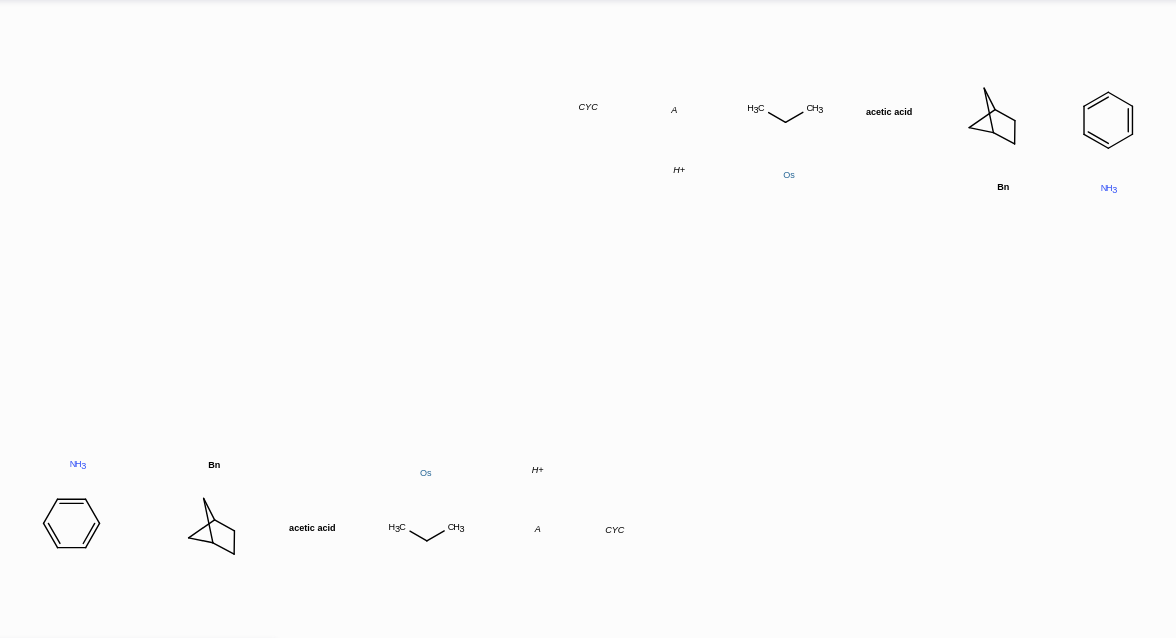 CYC A H3C CH3 acetic acid
H+ Os Bn NH3
NH3 Bn Os H+
acetic acid H3C CH3 A CYC